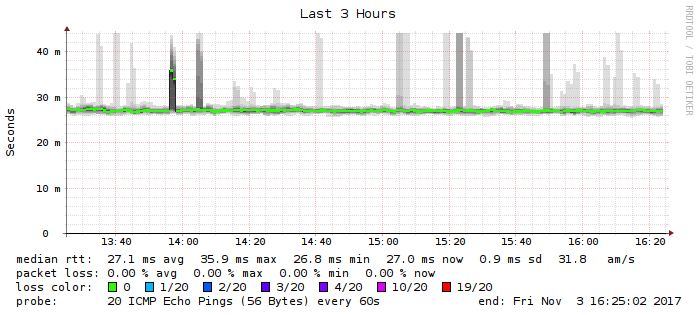 Last 3 Hours
RRDTOOL / TOBI OETIKER
Seconds
40 m
30 m
20 m
10 m
0
13:40 14:00 14:20 14:40 15:00 15:20 15:40 16:00 16:20
median rtt: 27.1 ms avg 35.9 ms max 26.8 ms min 27.0 ms now 0.9 ms sd 31.8 am/s
packet loss: 0.00 % avg 0.00 % max 0.00 % min 0.00 % now
loss color: 0 1/20 2/20 3/20 4/20 10/20 19/20
probe: 20 ICMP Echo Pings (56 Bytes) every 60s end: Fri Nov 3 16:25:02 2017